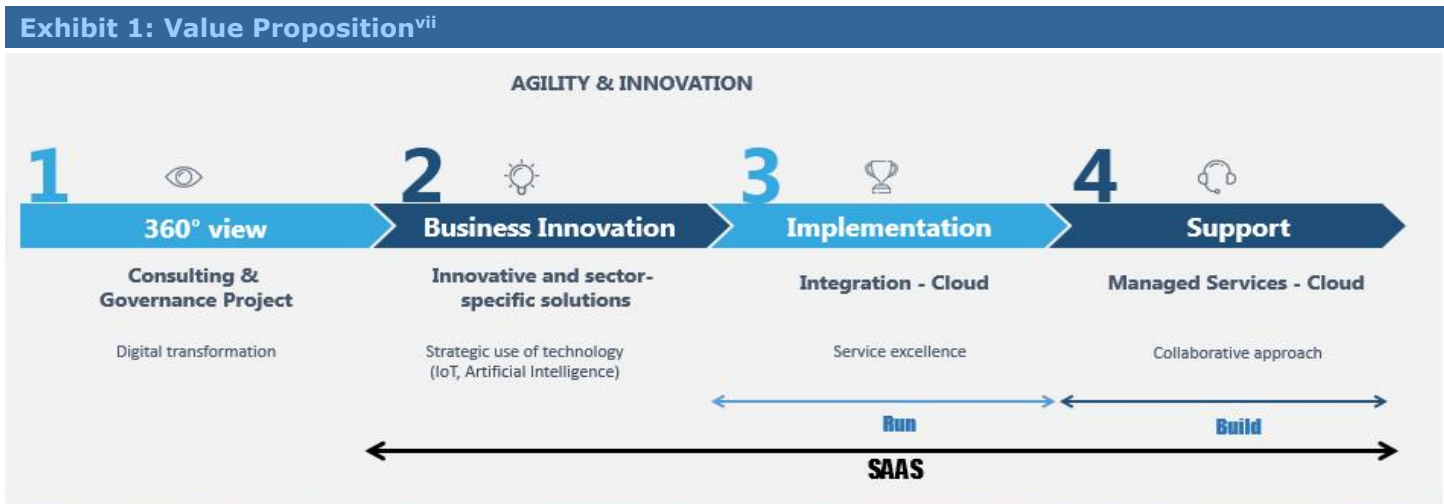 Exhibit 1: Value Proposition^vii
AGILITY & INNOVATION
1
360° view
Consulting &
Governance Project
Digital transformation
2
Business Innovation
Innovative and sector-
specific solutions
Strategic use of technology
(IoT, Artificial Intelligence)
3
Implementation
Integration - Cloud
Service excellence
4
Support
Managed Services - Cloud
Collaborative approach
Run
Build
SAAS